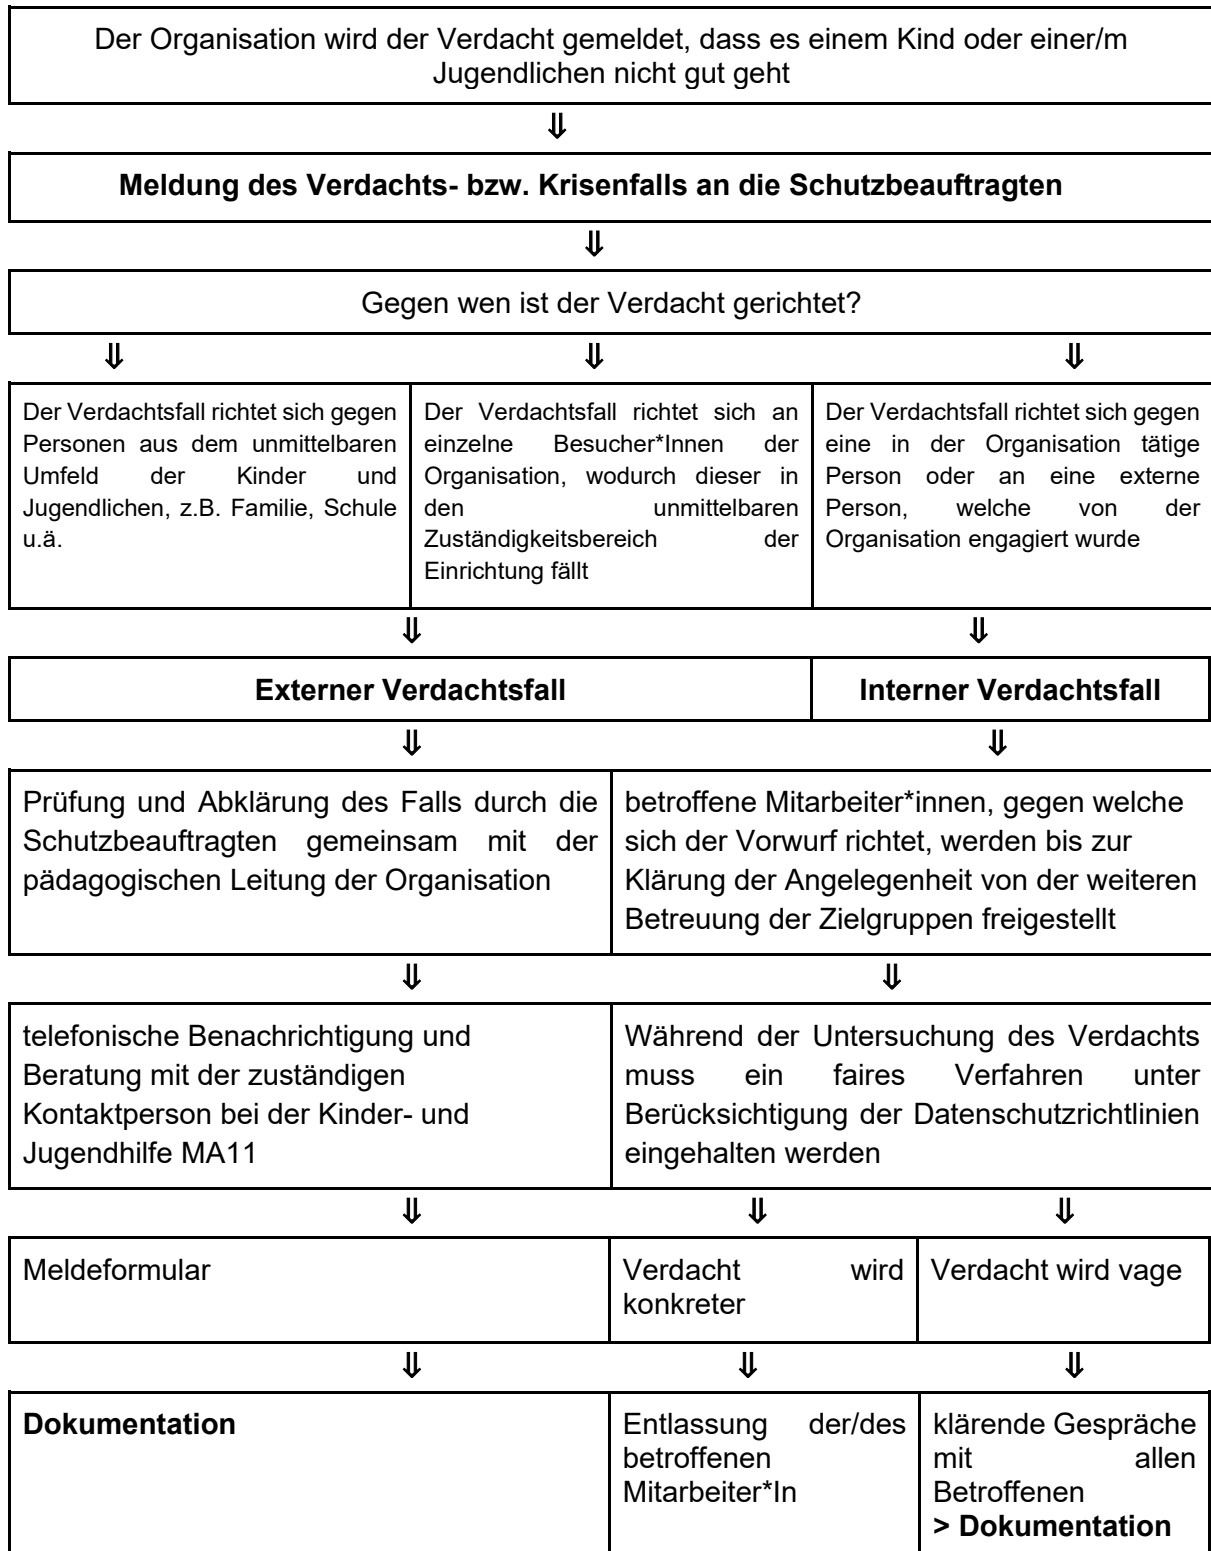 Der Organisation wird der Verdacht gemeldet, dass es einem Kind oder einer/m
Jugendlichen nicht gut geht
⇓
Meldung des Verdachts- bzw. Krisenfalls an die Schutzbeauftragten
⇓
Gegen wen ist der Verdacht gerichtet?
⇓ ⇓ ⇓
Der Verdachtsfall richtet sich gegen
Personen aus dem unmittelbaren
Umfeld der Kinder und
Jugendlichen, z.B. Familie, Schule
u.ä.
Der Verdachtsfall richtet sich an
einzelne Besucher*Innen der
Organisation, wodurch dieser in
den unmittelbaren
Zuständigkeitsbereich der
Einrichtung fällt
Der Verdachtsfall richtet sich gegen
eine in der Organisation tätige
Person oder an eine externe
Person, welche von der
Organisation engagiert wurde
⇓ ⇓
Externer Verdachtsfall
Interner Verdachtsfall
⇓ ⇓
Prüfung und Abklärung des Falls durch die
Schutzbeauftragten gemeinsam mit der
pädagogischen Leitung der Organisation
betroffene Mitarbeiter*innen, gegen welche
sich der Vorwurf richtet, werden bis zur
Klärung der Angelegenheit von der weiteren
Betreuung der Zielgruppen freigestellt
⇓ ⇓
telefonische Benachrichtigung und
Beratung mit der zuständigen
Kontaktperson bei der Kinder- und
Jugendhilfe MA11
Während der Untersuchung des Verdachts
muss ein faires Verfahren unter
Berücksichtigung der Datenschutzrichtlinien
eingehalten werden
⇓ ⇓ ⇓
Meldeformular
Verdacht wird
konkreter
Verdacht wird vage
⇓ ⇓ ⇓
Dokumentation
Entlassung der/des
betroffenen
Mitarbeiter*In
klärende Gespräche
mit allen
Betroffenen
> Dokumentation